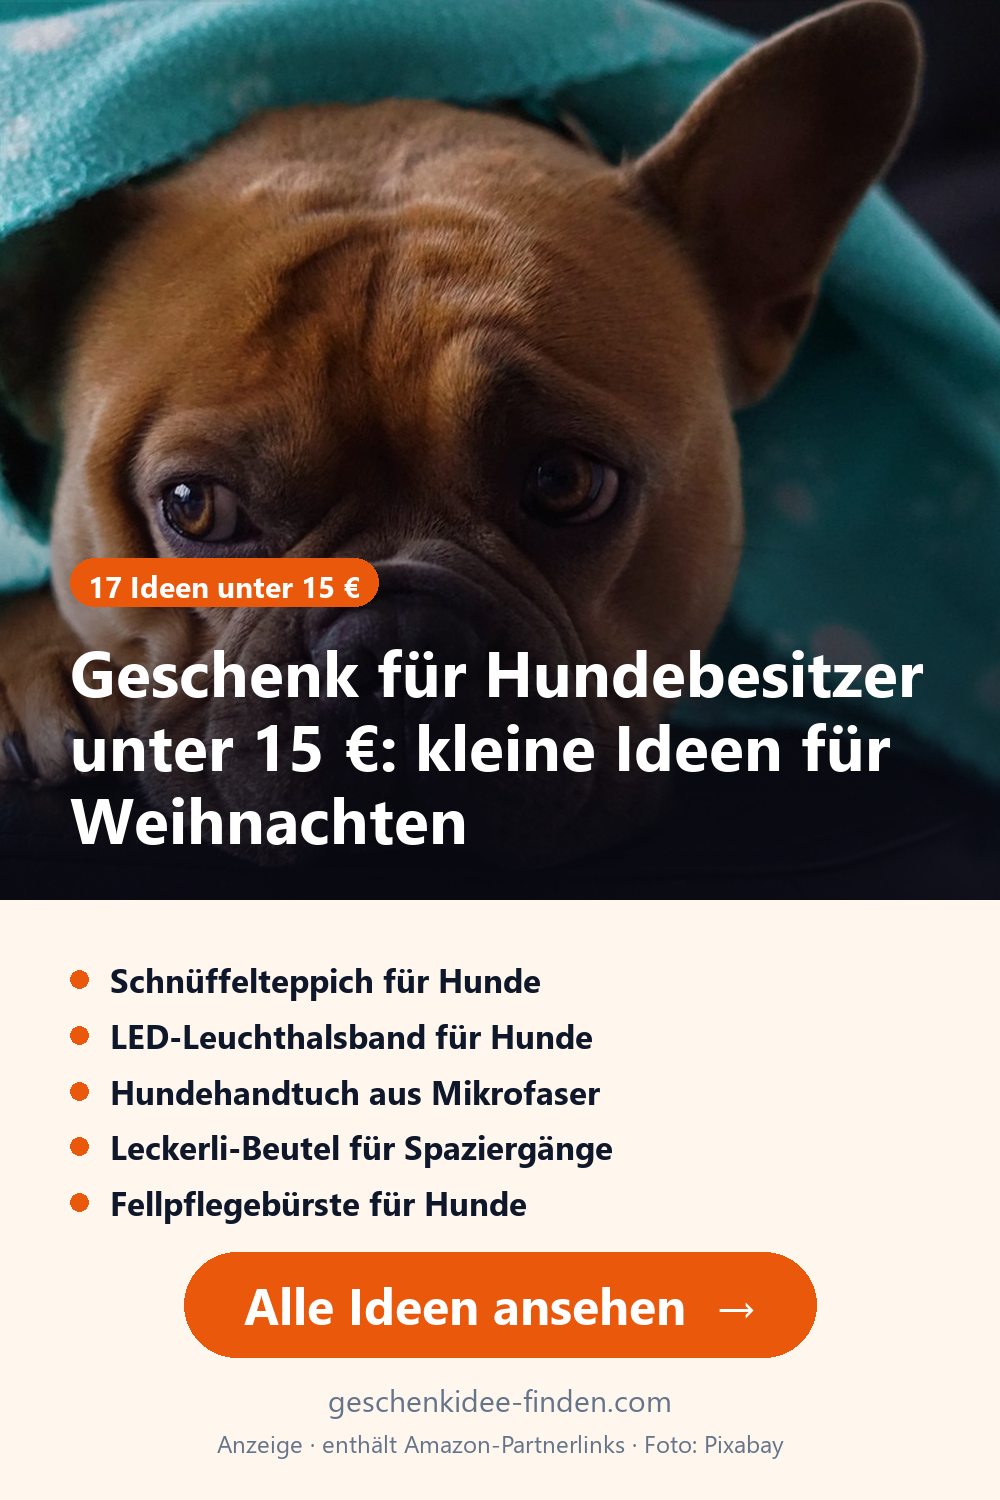 17 Ideen unter 15 €
Geschenk für Hundebesitzer
unter 15 €: kleine Ideen für
Weihnachten
Schnüffelteppich für Hunde
LED-Leuchthalsband für Hunde
Hundehandtuch aus Mikrofaser
Leckerli-Beutel für Spaziergänge
Fellpflegebürste für Hunde
Alle Ideen ansehen →
geschenkidee-finden.com
Anzeige · enthält Amazon-Partnerlinks · Foto: Pixabay